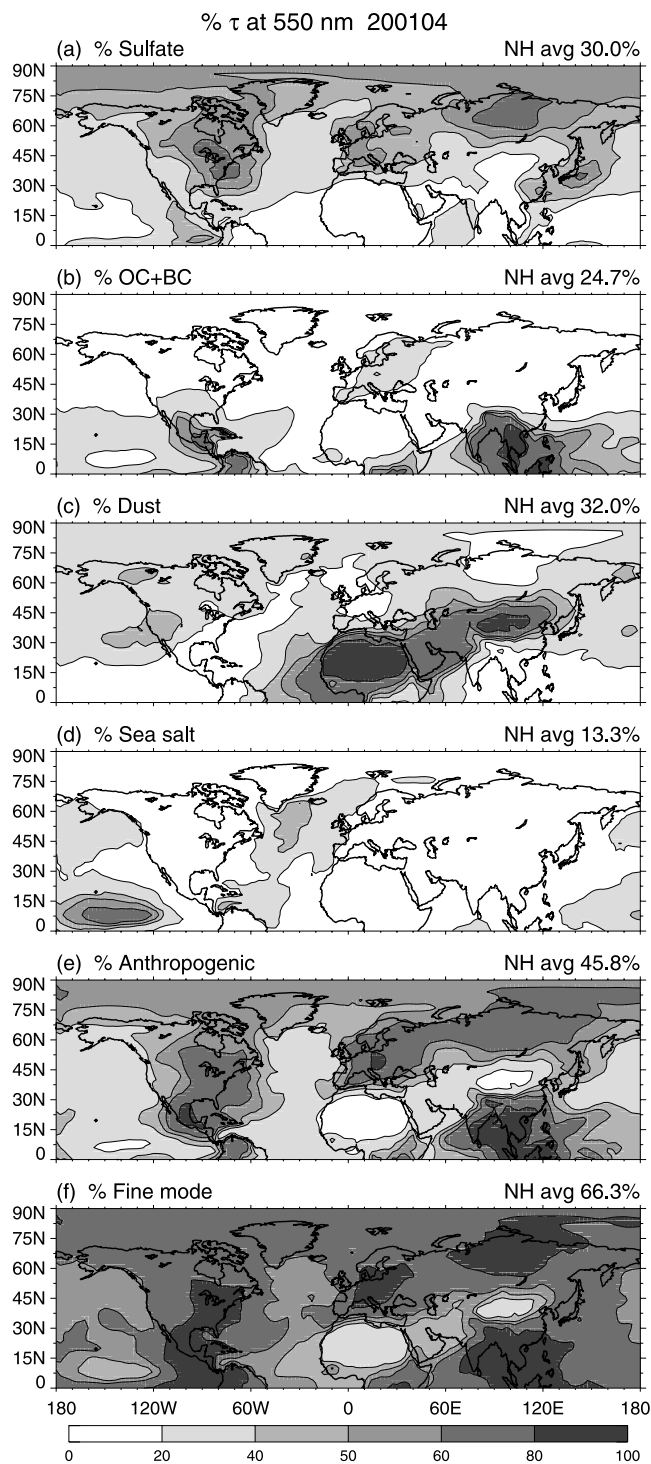 % τ at 550 nm 200104
(a) % Sulfate NH avg 30.0%
90N
75N
60N
45N
30N
15N
0
(b) % OC+BC NH avg 24.7%
90N
75N
60N
45N
30N
15N
0
(c) % Dust NH avg 32.0%
90N
75N
60N
45N
30N
15N
0
(d) % Sea salt NH avg 13.3%
90N
75N
60N
45N
30N
15N
0
(e) % Anthropogenic NH avg 45.8%
90N
75N
60N
45N
30N
15N
0
(f) % Fine mode NH avg 66.3%
90N
75N
60N
45N
30N
15N
0
180 120W 60W 0 60E 120E 180
0 20 40 50 60 80 100